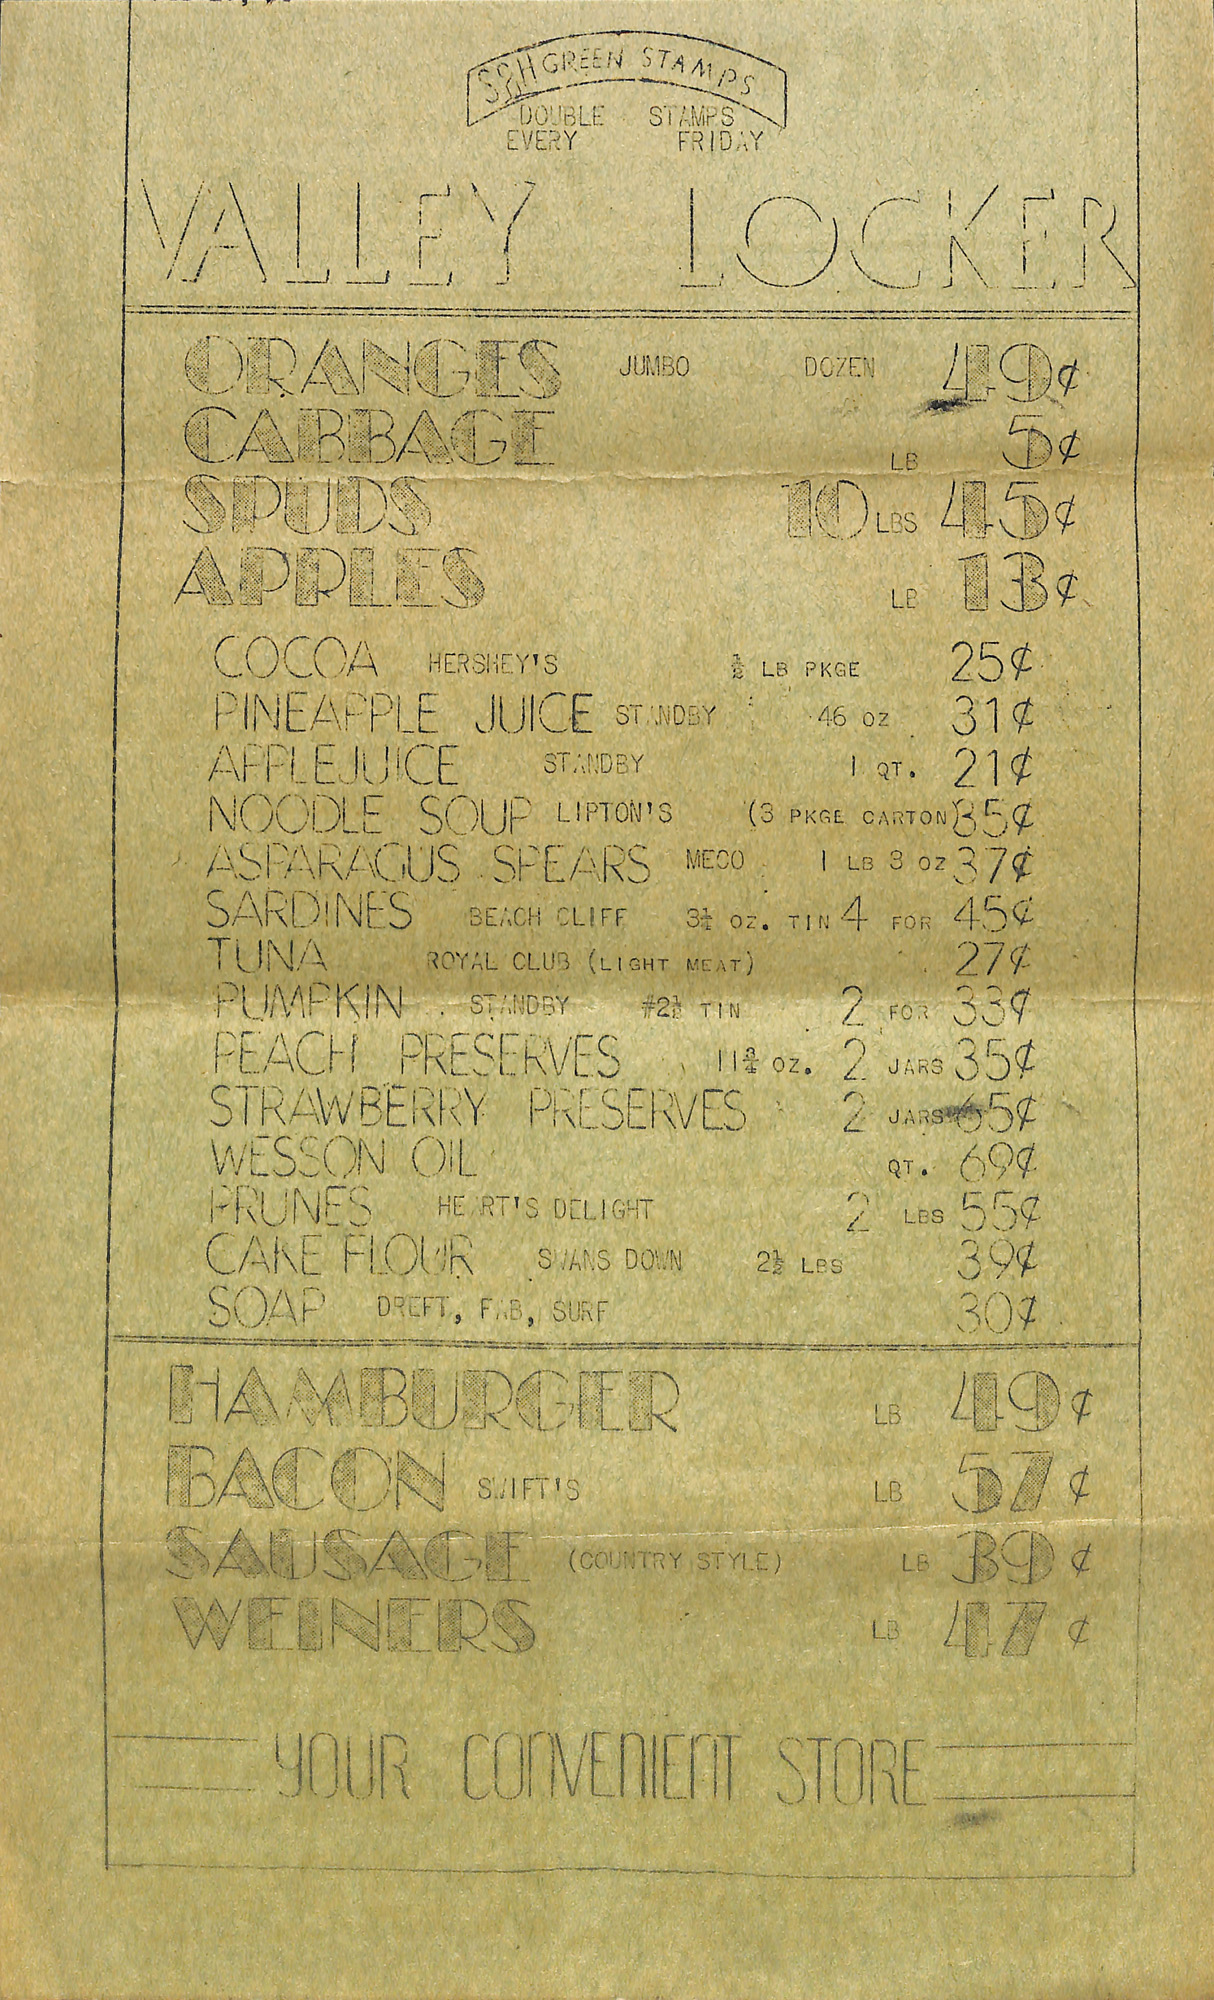 S&H GREEN STAMPS
DOUBLE STAMPS
EVERY FRIDAY
VALLEY LOCKER
ORANGES JUMBO DOZEN 49¢
CABBAGE LB 5¢
SPUDS 10 LBS 45¢
APPLES LB 13¢
COCOA HERSHEY'S ½ LB PKGE 25¢
PINEAPPLE JUICE STANDBY 46 OZ 31¢
APPLEJUICE STANDBY 1 QT. 21¢
NOODLE SOUP LIPTON'S (3 PKGE CARTON) 35¢
ASPARAGUS SPEARS MECO 1 LB 3 OZ 37¢
SARDINES BEACH CLIFF 3¼ OZ. TIN 4 FOR 45¢
TUNA ROYAL CLUB (LIGHT MEAT) 27¢
PUMPKIN STANDBY #2½ TIN 2 FOR 33¢
PEACH PRESERVES 11¾ OZ. 2 JARS 35¢
STRAWBERRY PRESERVES 2 JARS 65¢
WESSON OIL QT. 69¢
PRUNES HEART'S DELIGHT 2 LBS 55¢
CAKE FLOUR SWANS DOWN 2½ LBS 39¢
SOAP DREFT, FAB, SURF 30¢
HAMBURGER LB 49¢
BACON SWIFT'S LB 57¢
SAUSAGE (COUNTRY STYLE) LB 39¢
WEINERS LB 47¢
YOUR CONVENIENT STORE